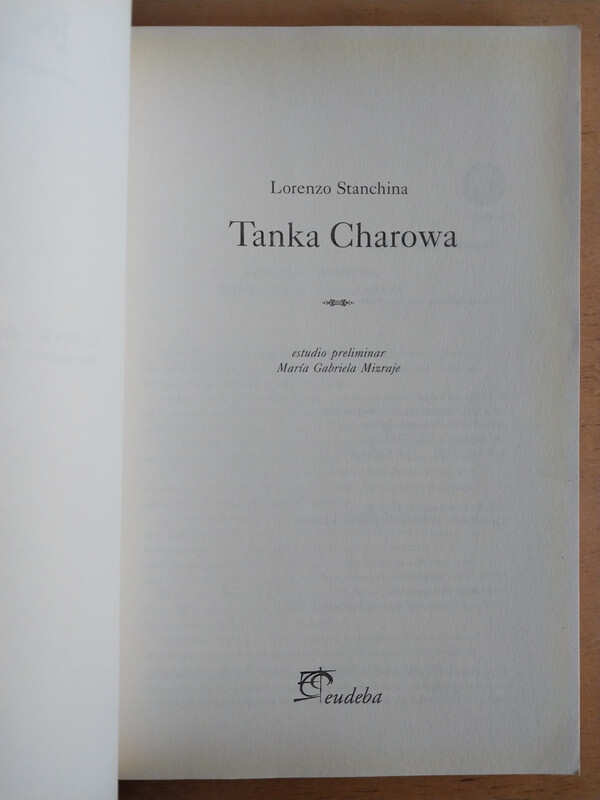 Lorenzo Stanchina
Tanka Charowa
estudio preliminar
María Gabriela Mizraje
eudeba